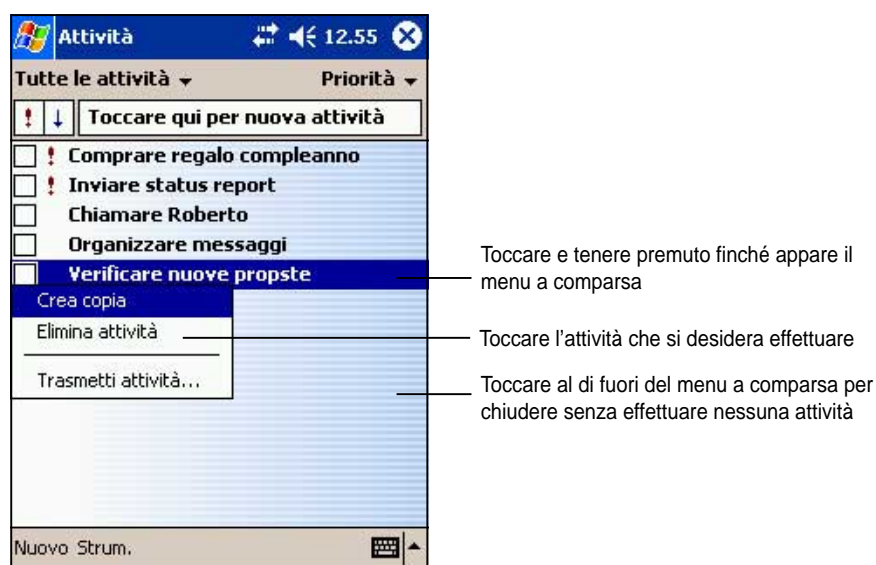 Attività 12.55
Tutte le attività Priorità
! ↓ Toccare qui per nuova attività
! Comprare regalo compleanno
! Inviare status report
Chiamare Roberto
Organizzare messaggi
Verificare nuove propste
Crea copia
Elimina attività
Trasmetti attività...
Nuovo Strum.
Toccare e tenere premuto finché appare il
menu a comparsa
Toccare l'attività che si desidera effettuare
Toccare al di fuori del menu a comparsa per
chiudere senza effettuare nessuna attività